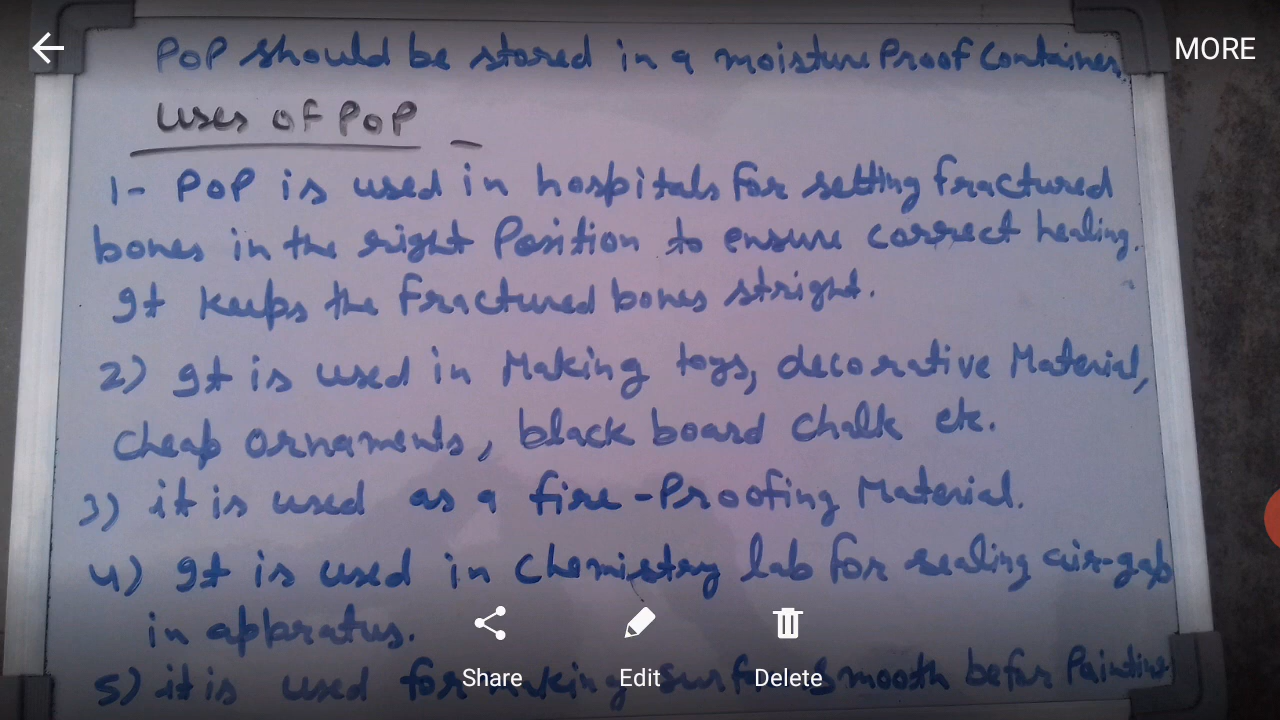 POP should be stored in a moisture Proof Container.
MORE
Uses of POP
1- POP is used in hospitals for setting fractured
bones in the right Position to ensure correct healing.
It keeps the fractured bones stright.
2) It is used in Making toys, decorative Material,
cheap ornaments, black board chalk etc.
3) it is used as a fire-Proofing Material.
4) It is used in chemistry lab for sealing air-gap
in apparatus.
5) it is used for making surface smooth befor Painting
Share Edit Delete